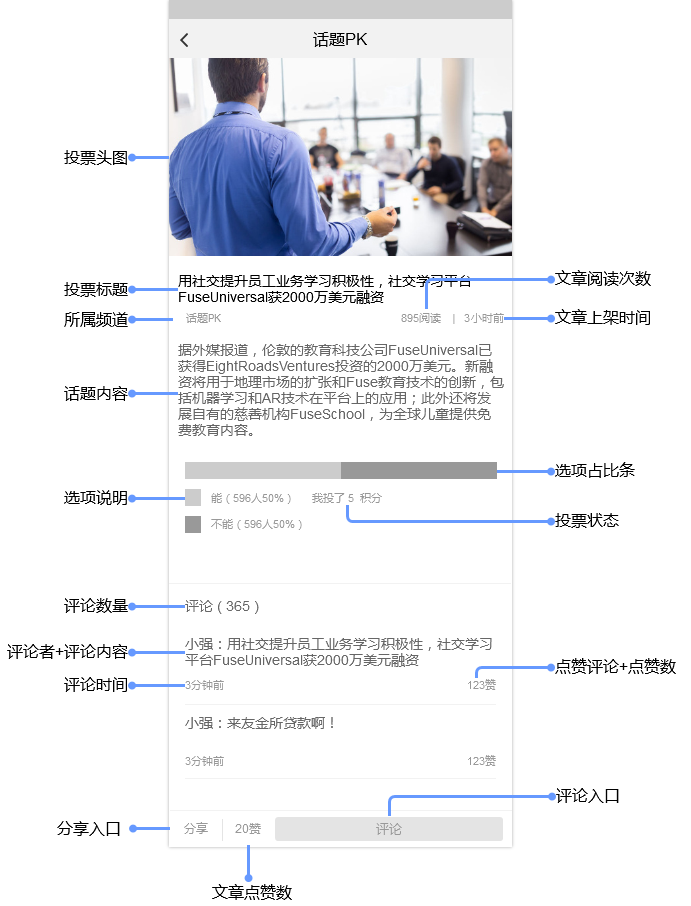 话题PK
投票头图
投票标题
用社交提升员工业务学习积极性，社交学习平台
FuseUniversal获2000万美元融资
文章阅读次数
所属频道
话题PK
895阅读 | 3小时前
文章上架时间
话题内容
据外媒报道，伦敦的教育科技公司FuseUniversal已
获得EightRoadsVentures投资的2000万美元。新融
资将用于地理市场的扩张和Fuse教育技术的创新，包
括机器学习和AR技术在平台上的应用；此外还将发
展自有的慈善机构FuseSchool，为全球儿童提供免
费教育内容。
选项占比条
选项说明
能（596人50%） 我投了 5 积分
投票状态
不能（596人50%）
评论数量
评论（365）
评论者+评论内容
小强：用社交提升员工业务学习积极性，社交学习
平台FuseUniversal获2000万美元融资
点赞评论+点赞数
评论时间
3分钟前
123赞
小强：来友金所贷款啊！
3分钟前
123赞
评论入口
分享入口
分享
20赞
评论
文章点赞数